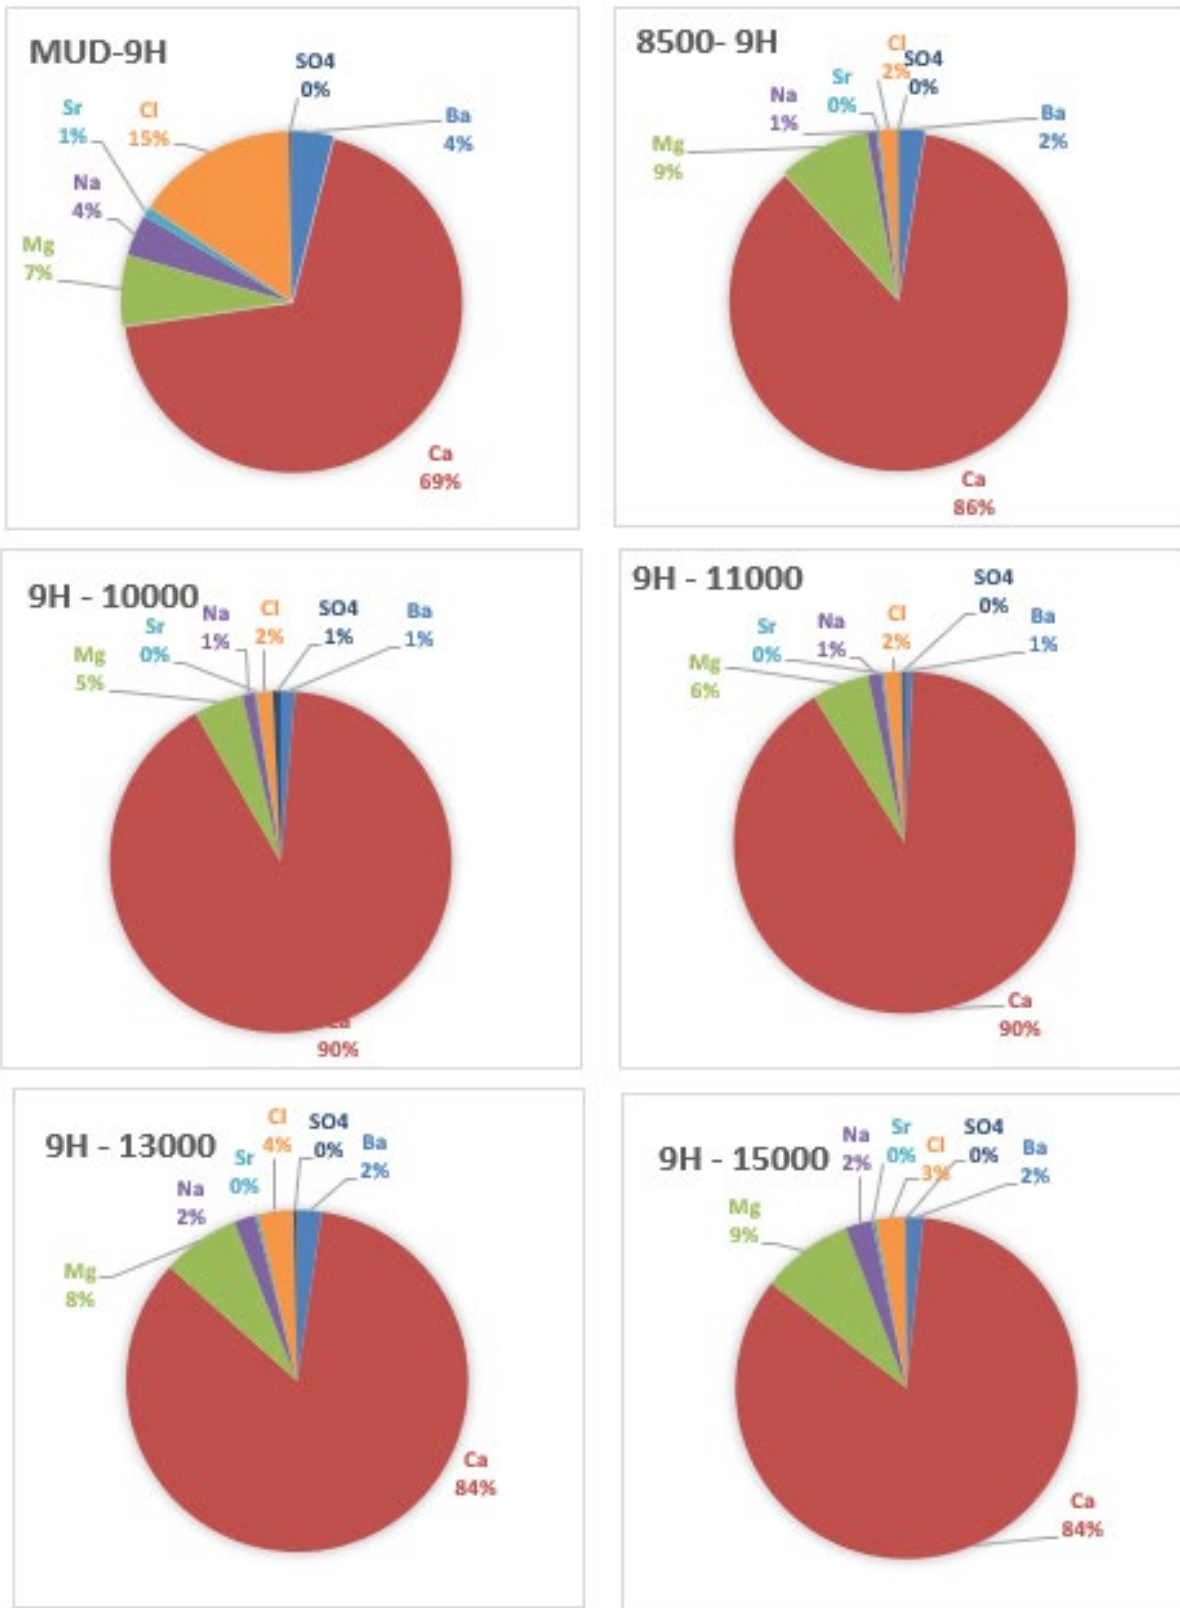 MUD-9H
SO4
0%
Ba
4%
Sr
1%
Cl
15%
Na
4%
Mg
7%
Ca
69%
8500- 9H
Cl
2%
SO4
0%
Sr
0%
Na
1%
Ba
2%
Mg
9%
Ca
86%
9H - 10000
Na
1%
Cl
2%
SO4
1%
Ba
1%
Sr
0%
Mg
5%
90%
9H - 11000
SO4
0%
Ba
1%
Cl
2%
Na
1%
Sr
0%
Mg
6%
Ca
90%
9H - 13000
Cl
4%
SO4
0%
Ba
2%
Sr
0%
Na
2%
Mg
8%
Ca
84%
9H - 15000
Na
2%
Sr
0%
Cl
3%
SO4
0%
Ba
2%
Mg
9%
Ca
84%